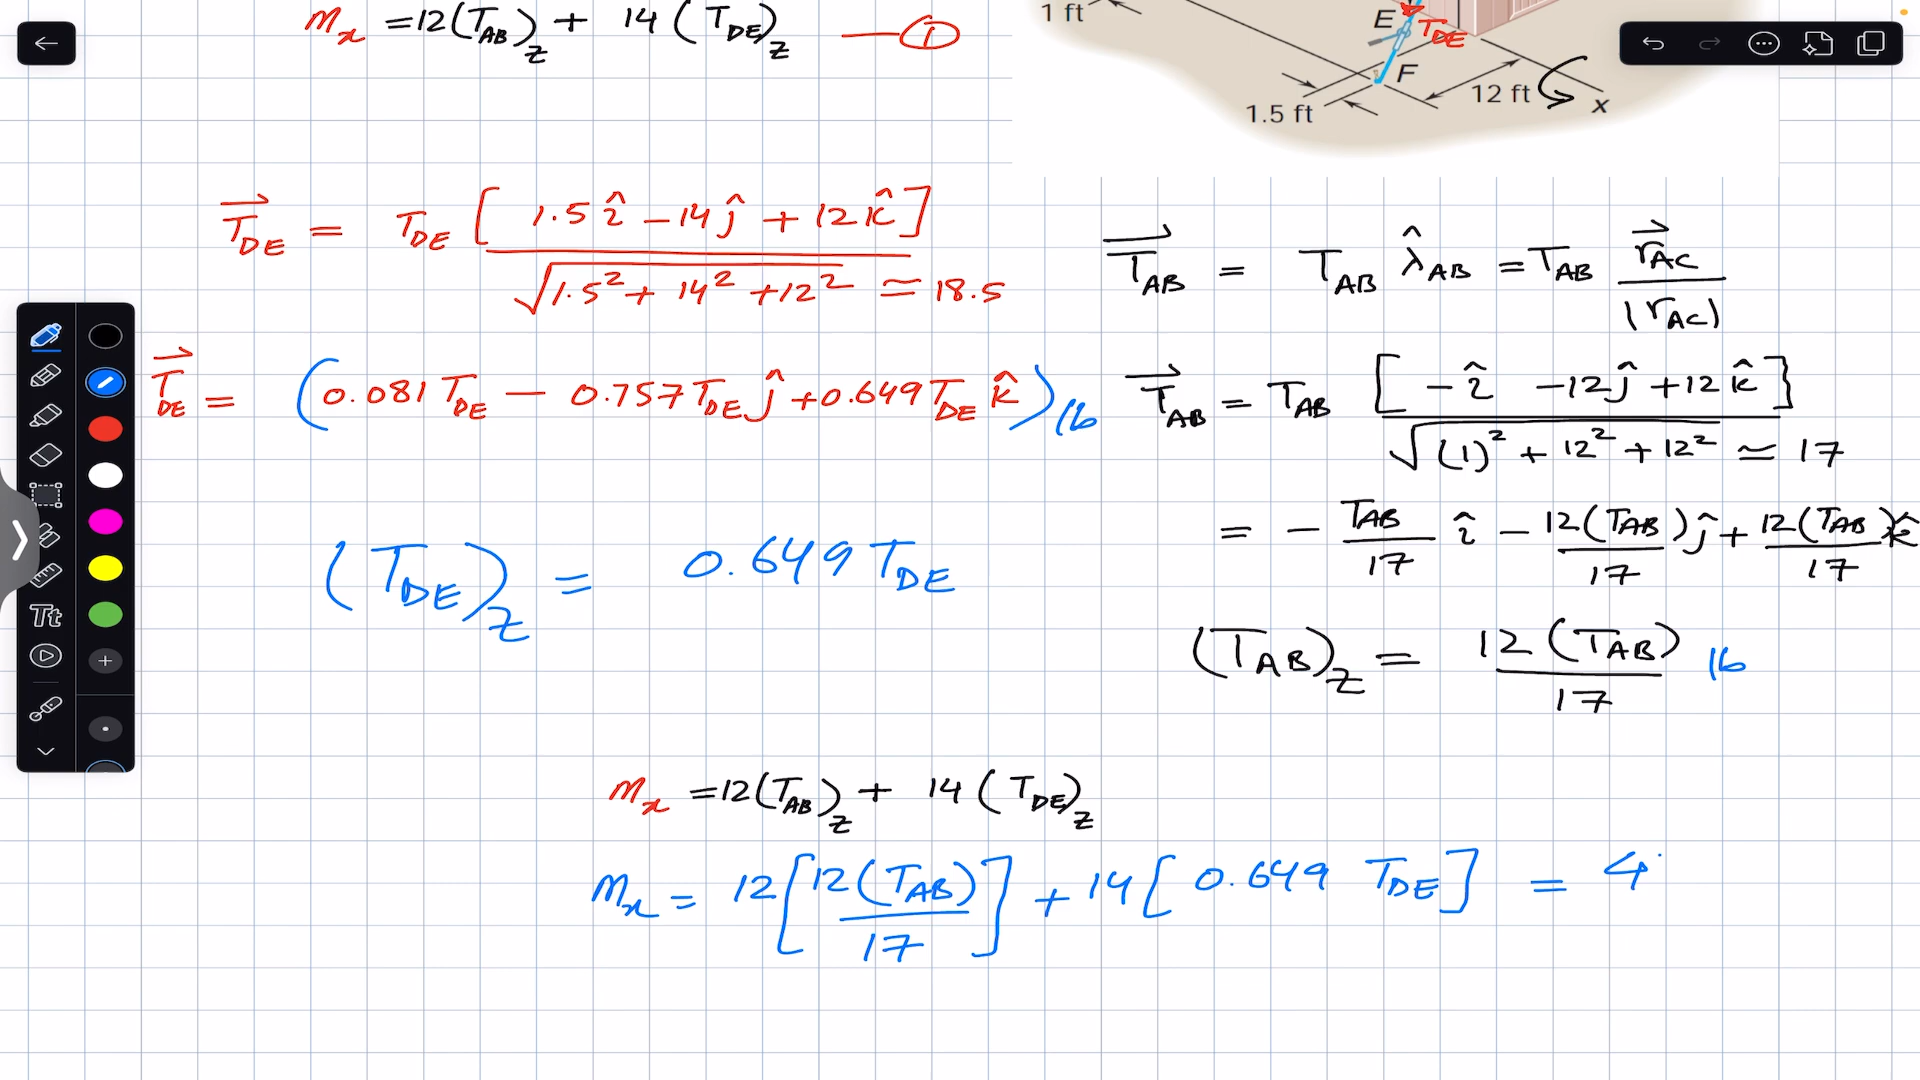 Mx = 12(TAB)z + 14(TDE)z —①
1 ft
E
TDE
F
12 ft
x
1.5 ft
TDE = TDE [1.5î – 14ĵ + 12k̂] / √1.5² + 14² + 12² ≃ 18.5
TDE = (0.081 TDE – 0.757 TDE ĵ + 0.649 TDE k̂) lb
(TDE)z = 0.649 TDE
TAB = TAB λ̂AB = TAB rAC / |rAC|
TAB = TAB [-î -12ĵ +12k̂] / √(1)² + 12² + 12² ≃ 17
= - TAB/17 î - 12(TAB)/17 ĵ + 12(TAB)/17 k̂
(TAB)z = 12(TAB)/17 lb
Mx = 12(TAB)z + 14(TDE)z
Mx = 12[12(TAB)/17] + 14[0.649 TDE] = 4
Tt